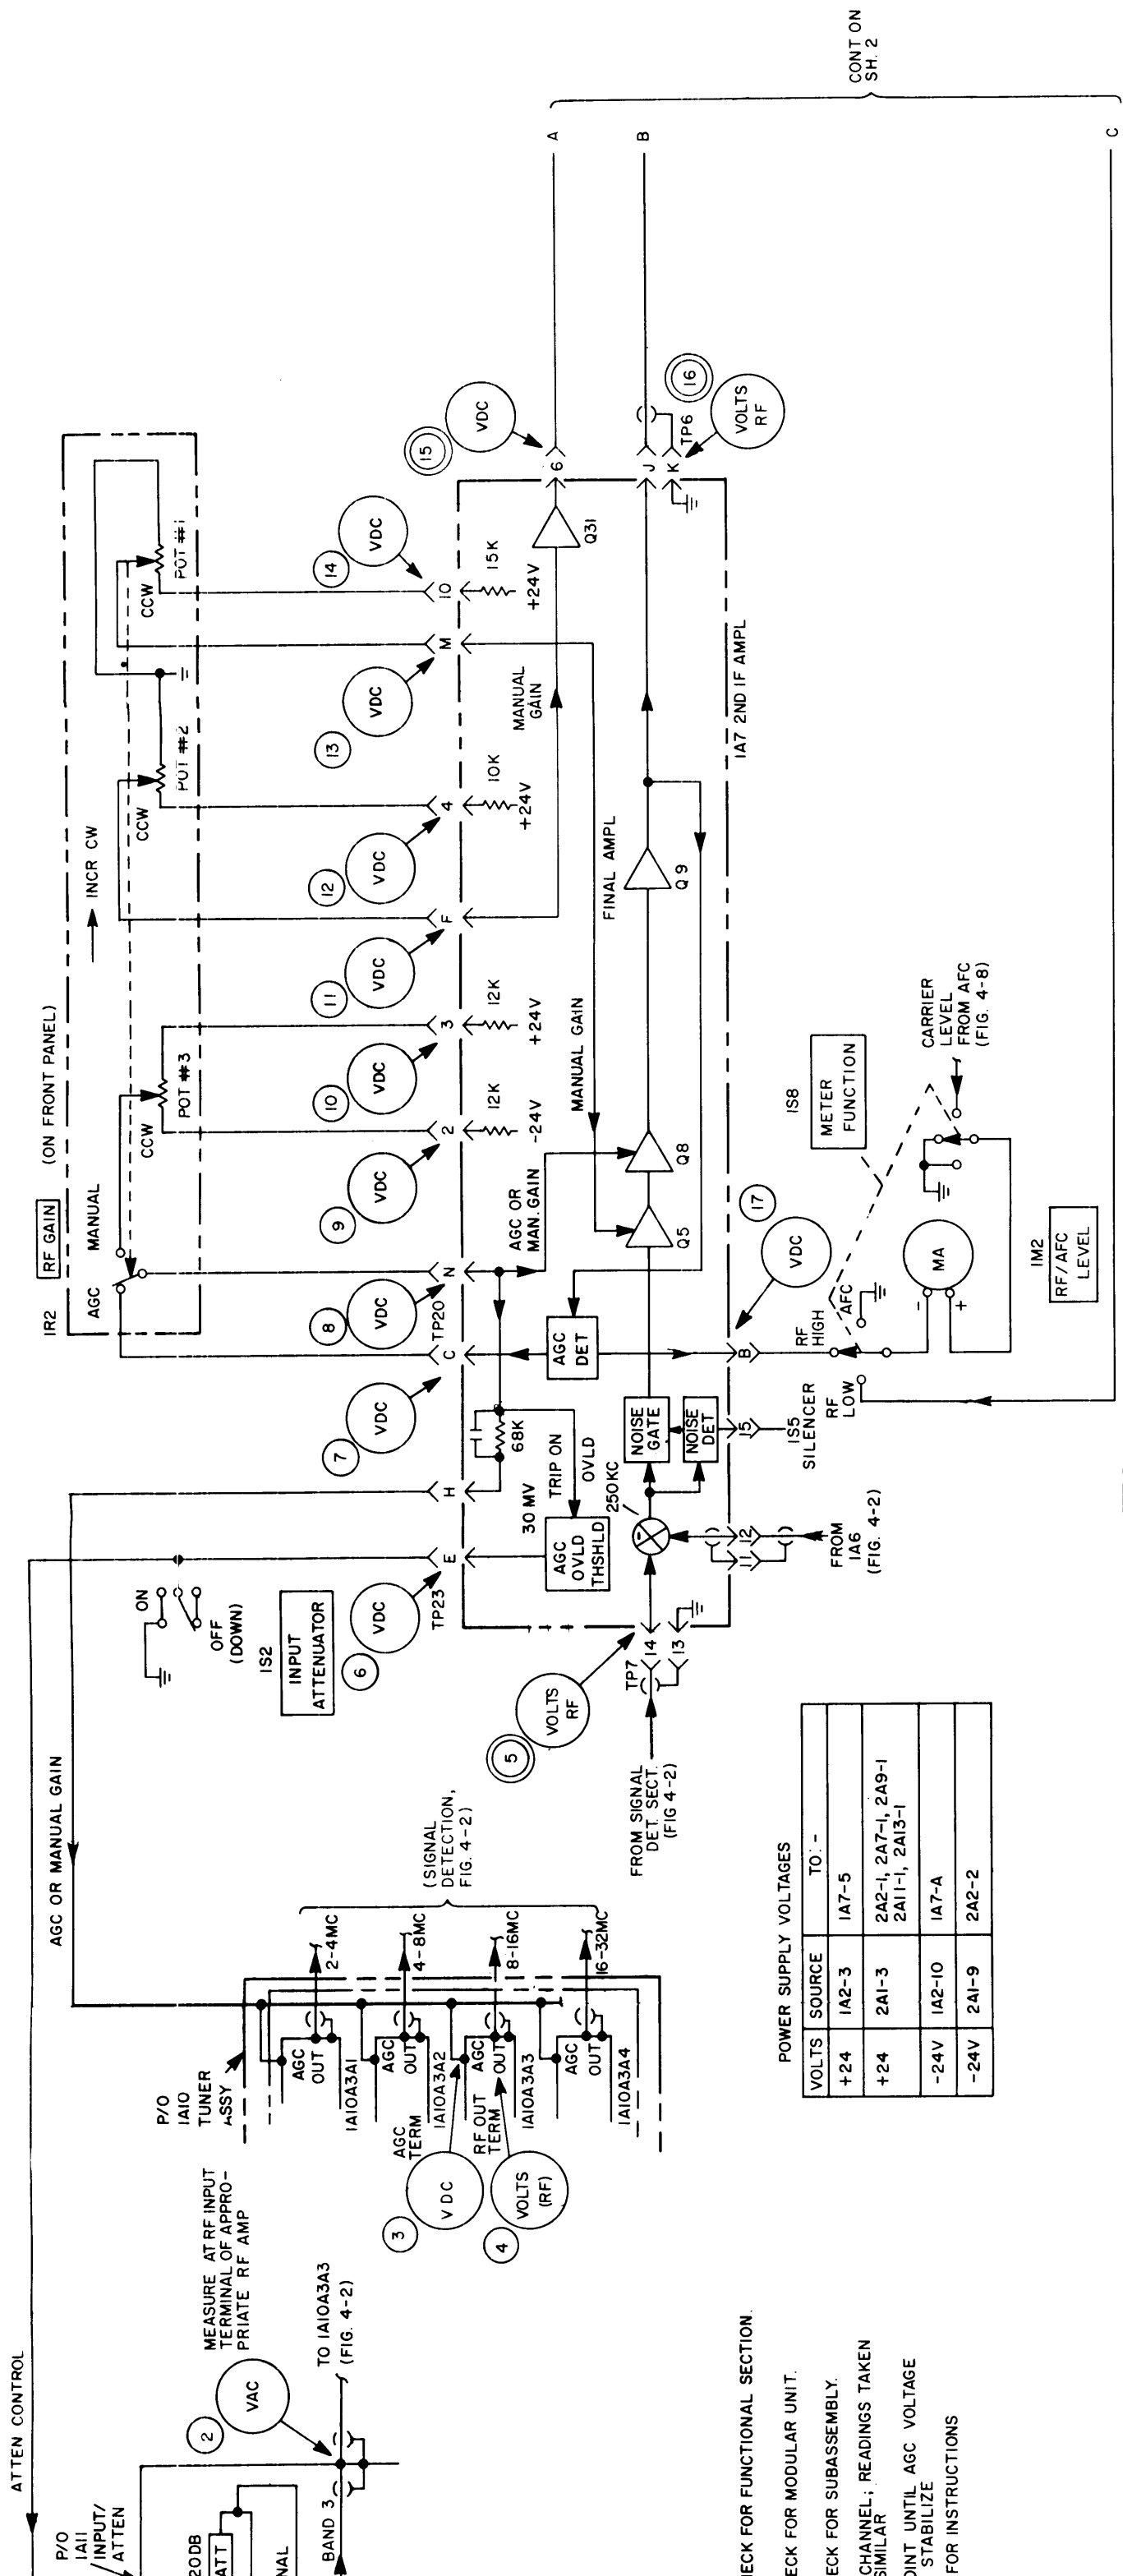 ATTEN CONTROL
P/O
1A11
INPUT/
ATTEN
20DB
ATT
NAL
BAND 3
2
VAC
MEASURE AT RF INPUT
TERMINAL OF APPRO-
PRIATE RF AMP
TO 1A10A3A3
(FIG. 4-2)
AGC OR MANUAL GAIN
P/O
1A10
TUNER
ASSY
AGC
OUT
1A10A3A1
2-4MC
AGC
OUT
1A10A3A2
4-8MC
AGC
OUT
1A10A3A3
8-16MC
AGC
OUT
1A10A3A4
16-32MC
AGC
TERM
3
VDC
RF OUT
TERM
4
VOLTS
(RF)
(SIGNAL
DETECTION,
FIG. 4-2)
ON
OFF
(DOWN)
1S2
INPUT
ATTENUATOR
6
VDC
TP23
E
H
1R2
RF GAIN
(ON FRONT PANEL)
AGC
MANUAL
INCR CW
CCW
POT #3
CCW
POT #2
CCW
POT #1
7
VDC
C
8
VDC
TP20
N
9
VDC
2
10
VDC
3
11
VDC
F
12
VDC
4
13
VDC
M
14
VDC
10
12K
-24V
12K
+24V
10K
+24V
15K
+24V
68K
30 MV
TRIP ON
OVLD
AGC
OVLD
THSHLD
AGC
DET
AGC OR
MAN. GAIN
MANUAL GAIN
MANUAL
GAIN
FINAL AMPL
Q5
Q8
Q9
Q31
250KC
NOISE
GATE
NOISE
DET
1A7 2ND IF AMPL
15
VDC
6
A
J
B
K
TP6
16
VOLTS
RF
CONT ON
SH. 2
C
5
VOLTS
RF
TP7
14
13
FROM SIGNAL
DET. SECT.
(FIG 4-2)
11
12
FROM
1A6
(FIG. 4-2)
15
1S5
SILENCER
B
17
VDC
RF
LOW
RF
HIGH
AFC
1S8
METER
FUNCTION
MA
-
+
1M2
RF/AFC
LEVEL
CARRIER
LEVEL
FROM AFC
(FIG. 4-8)
POWER SUPPLY VOLTAGES
VOLTS SOURCE TO:-
+24 1A2-3 1A7-5
+24 2A1-3 2A2-1, 2A7-1, 2A9-1
2A11-1, 2A13-1
-24V 1A2-10 1A7-A
-24V 2A1-9 2A2-2
HECK FOR FUNCTIONAL SECTION.
ECK FOR MODULAR UNIT.
ECK FOR SUBASSEMBLY.
CHANNEL; READINGS TAKEN
SIMILAR
OINT UNTIL AGC VOLTAGE
STABILIZE
FOR INSTRUCTIONS